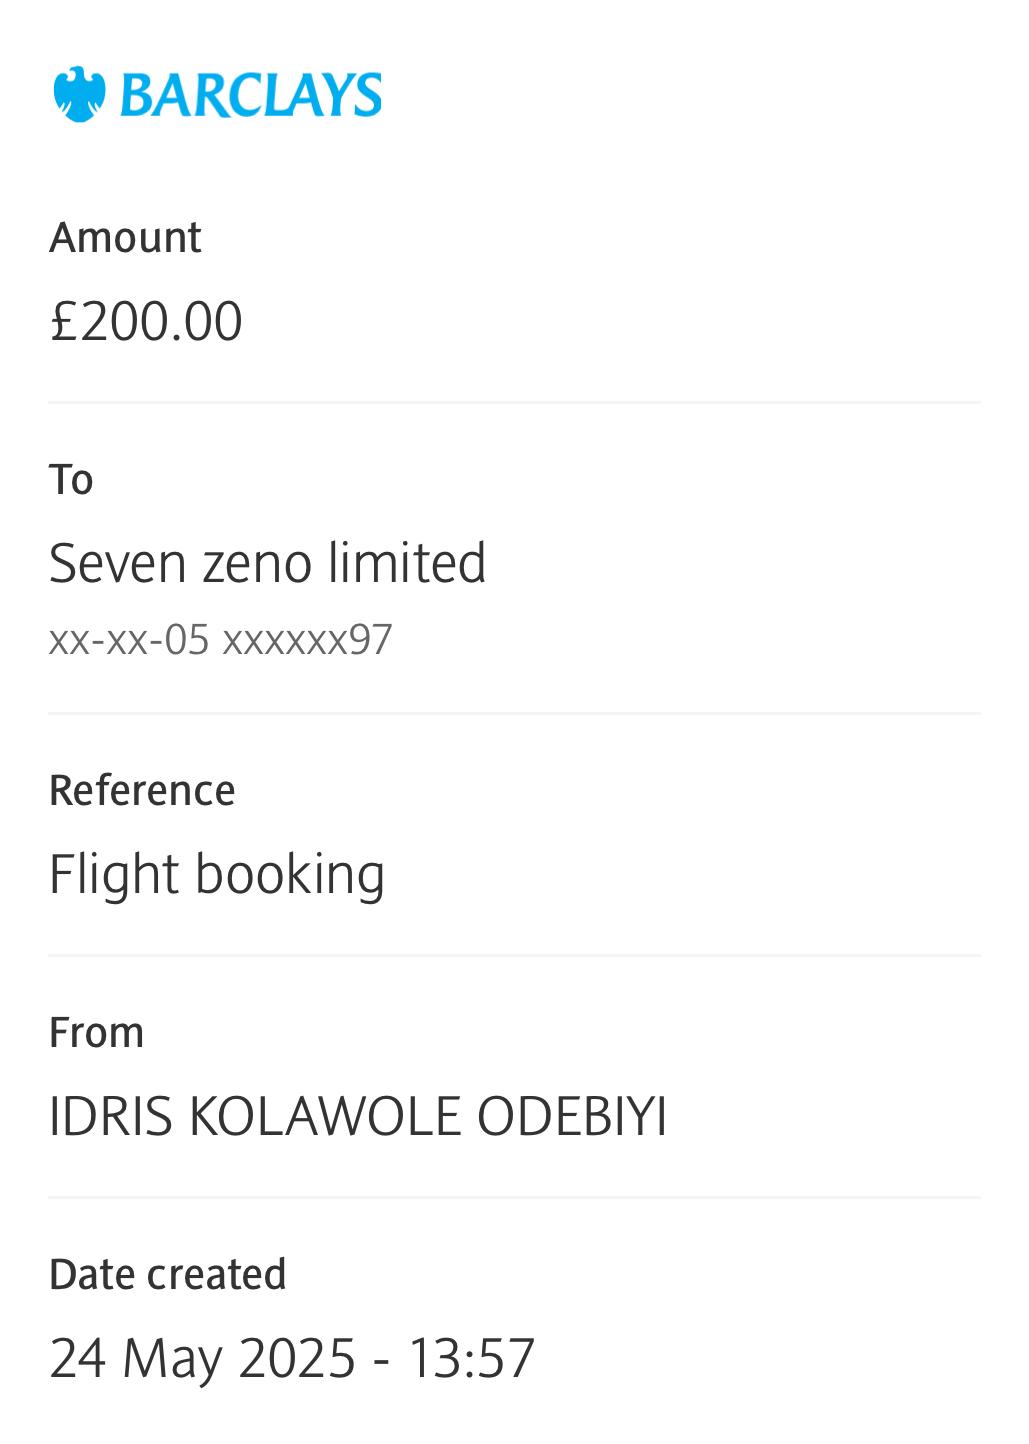 BARCLAYS
Amount
£200.00
To
Seven zeno limited
xx-xx-05 xxxxxx97
Reference
Flight booking
From
IDRIS KOLAWOLE ODEBIYI
Date created
24 May 2025 - 13:57